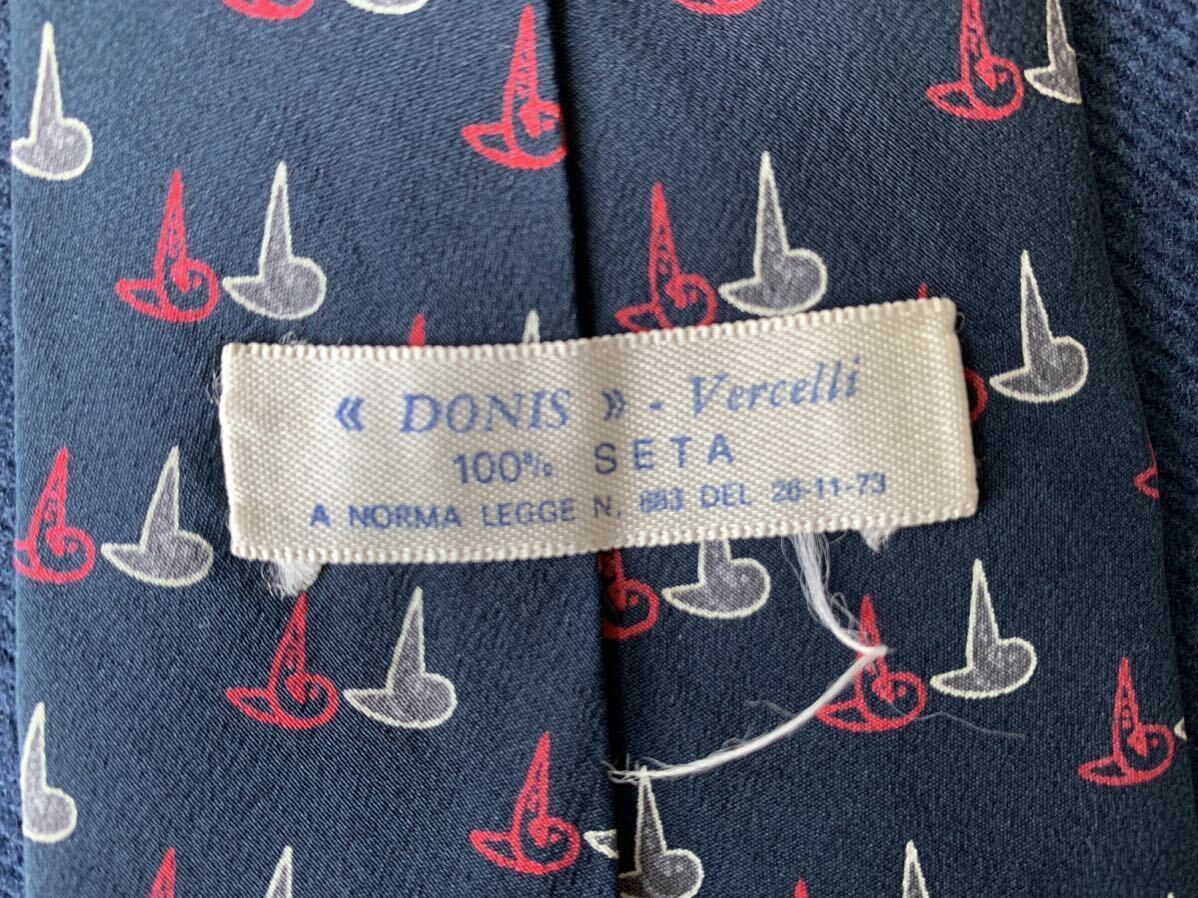 « DONIS » - Vercelli
100% SETA
A NORMA LEGGE N. 883 DEL 26-11-73